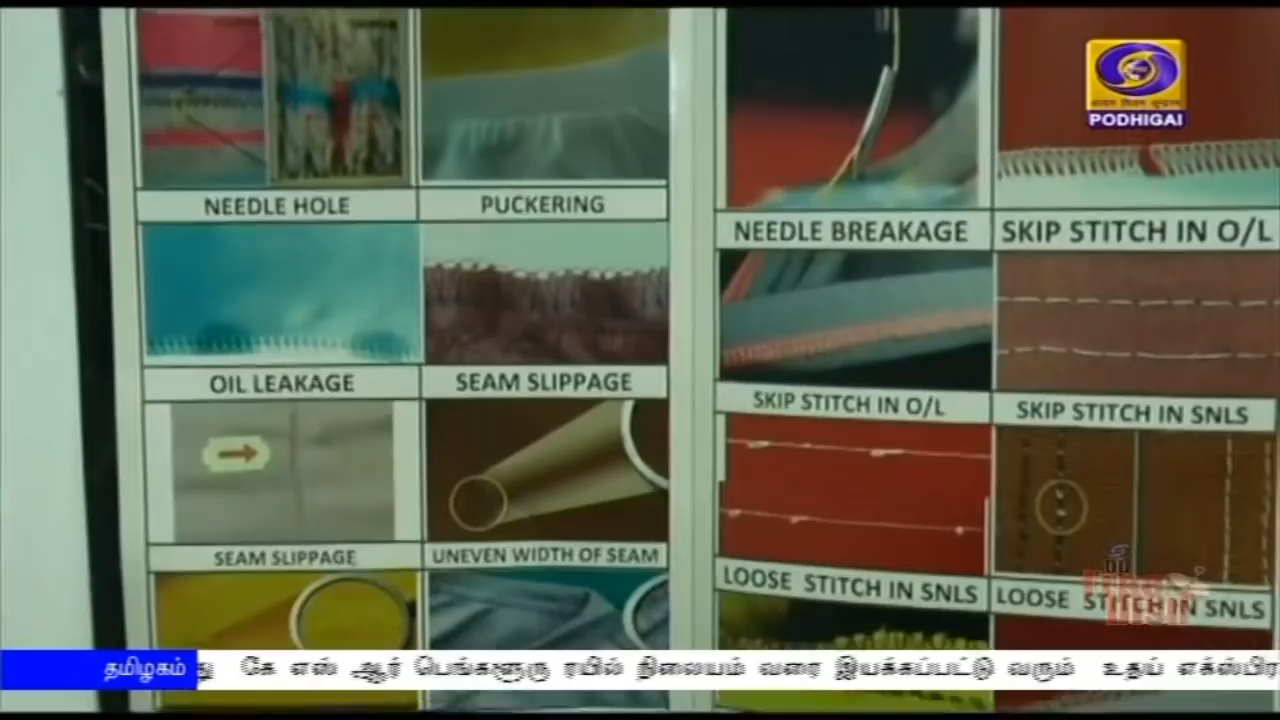 PODHIGAI
NEEDLE HOLE
PUCKERING
NEEDLE BREAKAGE
SKIP STITCH IN O/L
OIL LEAKAGE
SEAM SLIPPAGE
SKIP STITCH IN O/L
SKIP STITCH IN SNLS
SEAM SLIPPAGE
UNEVEN WIDTH OF SEAM
LOOSE STITCH IN SNLS
LOOSE STITCH IN SNLS
தமிழகம்
து கே எஸ் ஆர் பெங்களூரு ரயில் நிலையம் வரை இயக்கப்பட்டு வரும் உதய் எக்ஸ்பிர